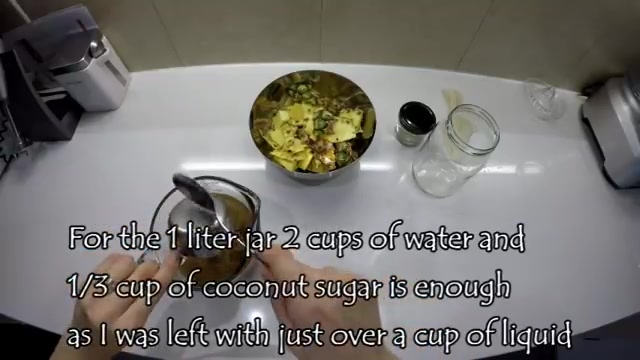 For the 1 liter jar 2 cups of water and
1/3 cup of coconut sugar is enough
as I was left with just over a cup of liquid